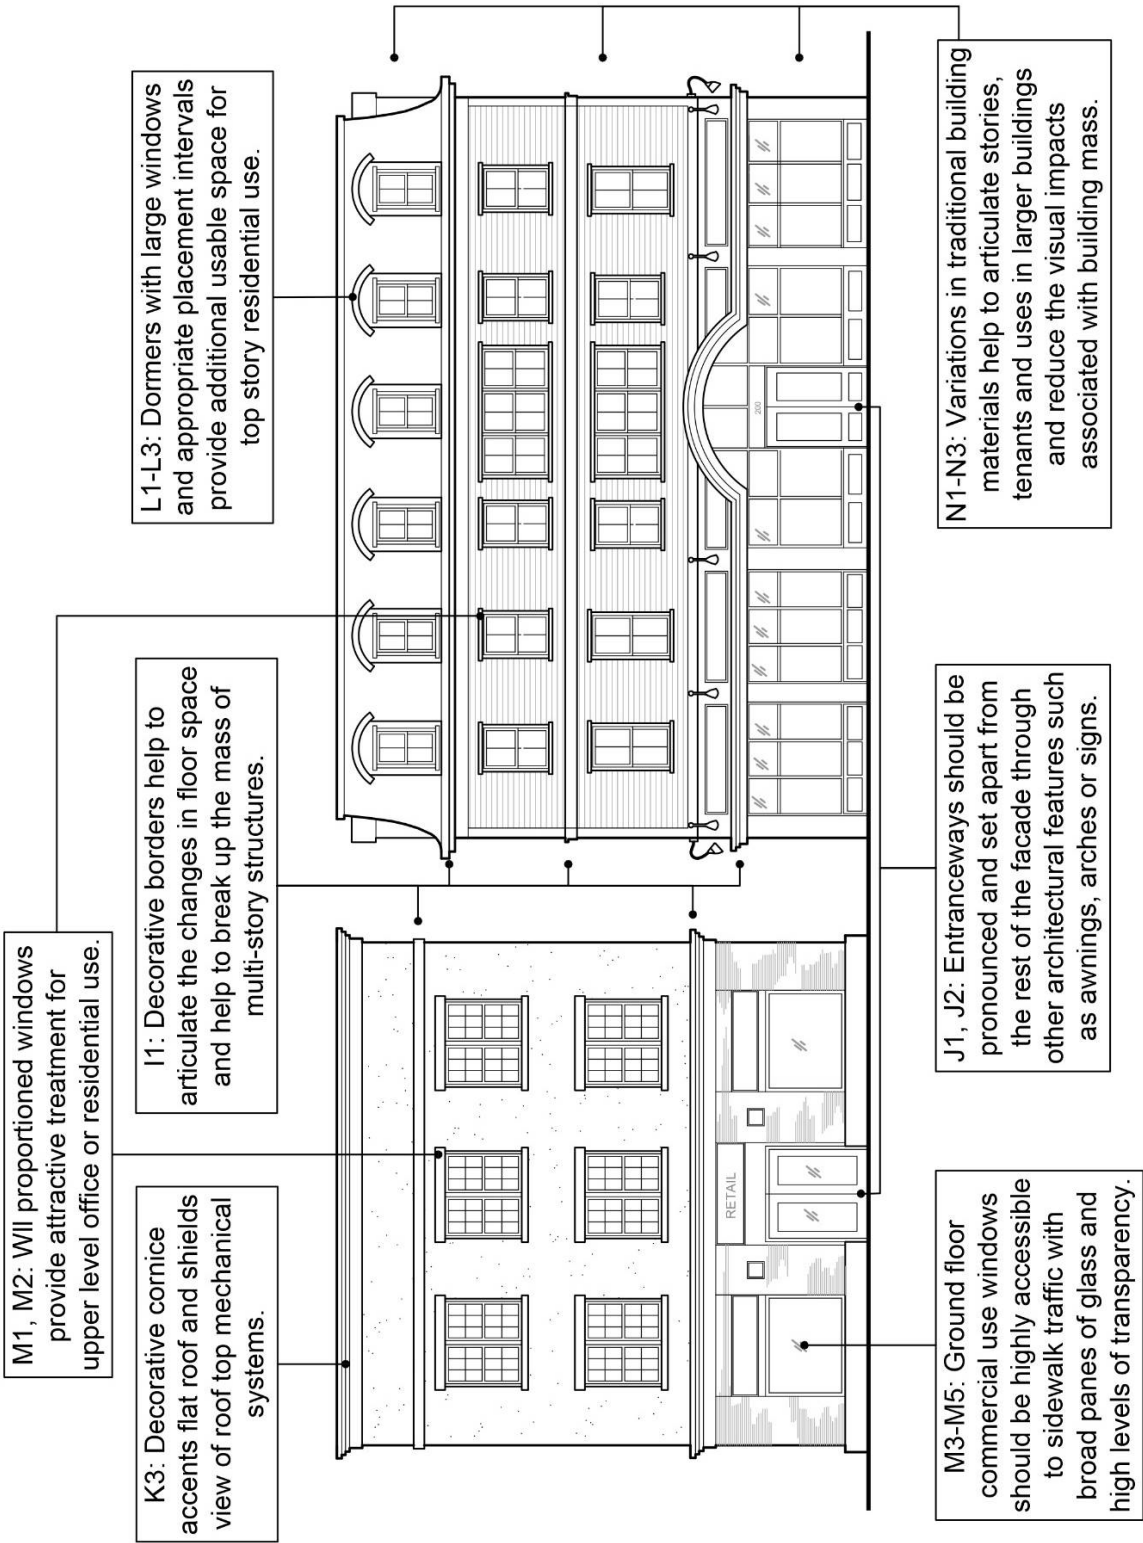 M1, M2: Wll proportioned windows
provide attractive treatment for
upper level office or residential use.
K3: Decorative cornice
accents flat roof and shields
view of roof top mechanical
systems.
I1: Decorative borders help to
articulate the changes in floor space
and help to break up the mass of
multi-story structures.
L1-L3: Dormers with large windows
and appropriate placement intervals
provide additional usable space for
top story residential use.
RETAIL
200
M3-M5: Ground floor
commercial use windows
should be highly accessible
to sidewalk traffic with
broad panes of glass and
high levels of transparency.
J1, J2: Entranceways should be
pronounced and set apart from
the rest of the facade through
other architectural features such
as awnings, arches or signs.
N1-N3: Variations in traditional building
materials help to articulate stories,
tenants and uses in larger buildings
and reduce the visual impacts
associated with building mass.